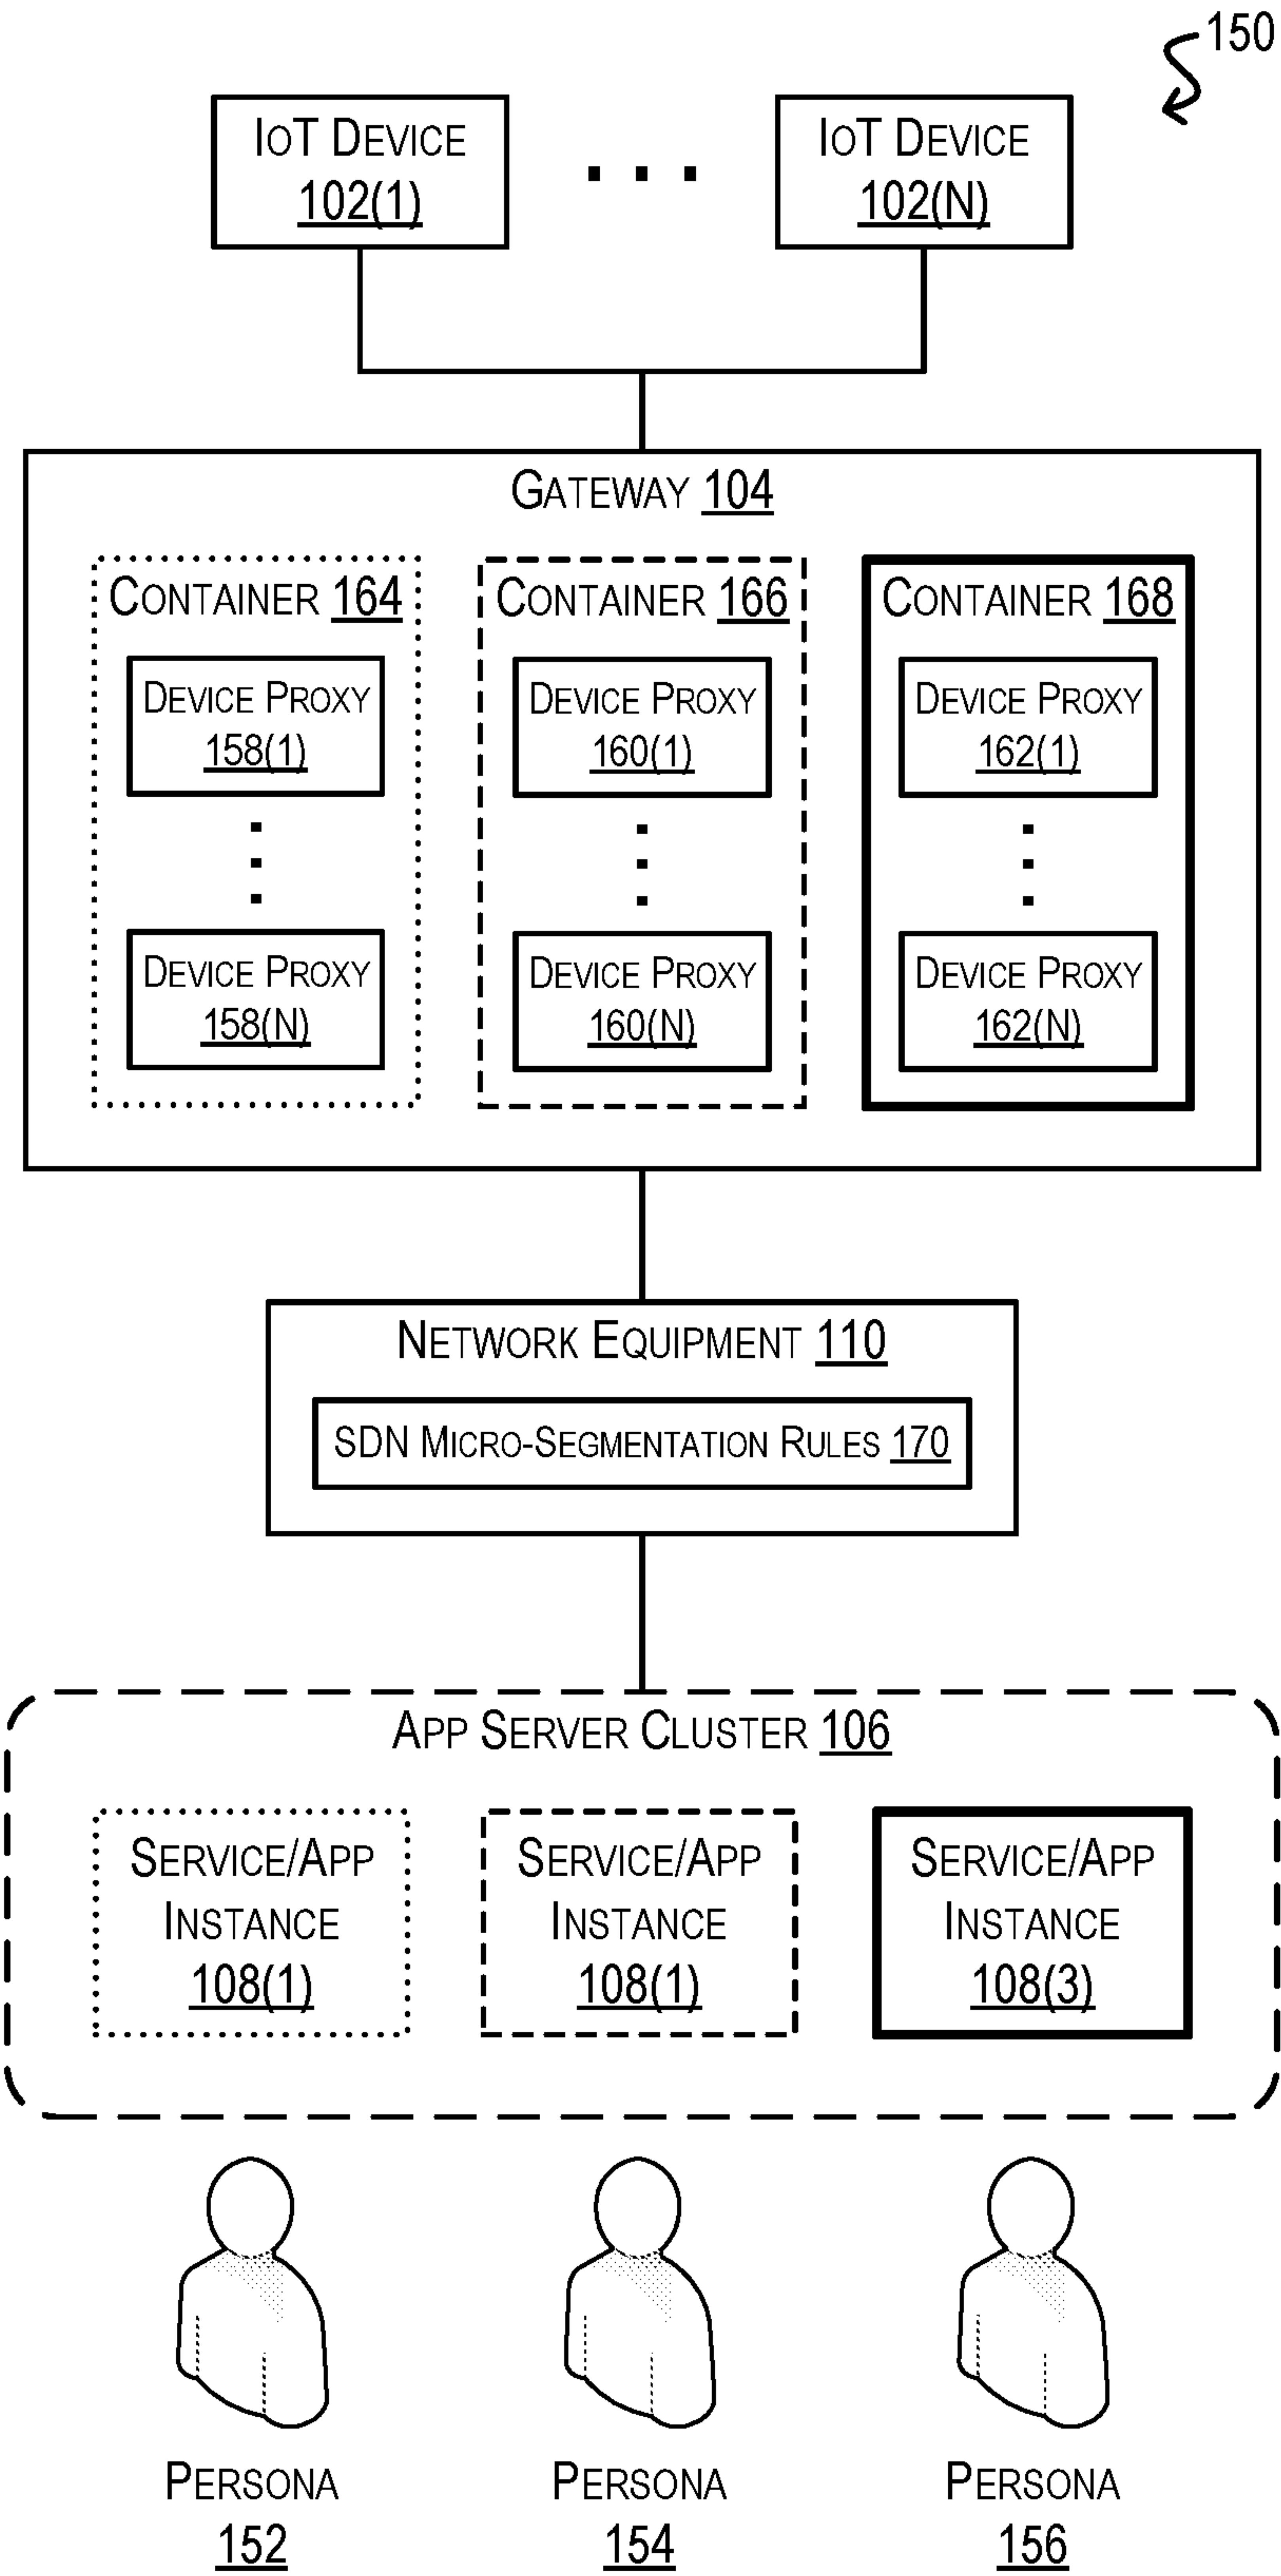 150
IoT Device
102(1)
IoT Device
102(N)
Gateway 104
Container 164
Device Proxy
158(1)
Device Proxy
158(N)
Container 166
Device Proxy
160(1)
Device Proxy
160(N)
Container 168
Device Proxy
162(1)
Device Proxy
162(N)
Network Equipment 110
SDN Micro-Segmentation Rules 170
App Server Cluster 106
Service/App
Instance
108(1)
Service/App
Instance
108(1)
Service/App
Instance
108(3)
Persona
152
Persona
154
Persona
156